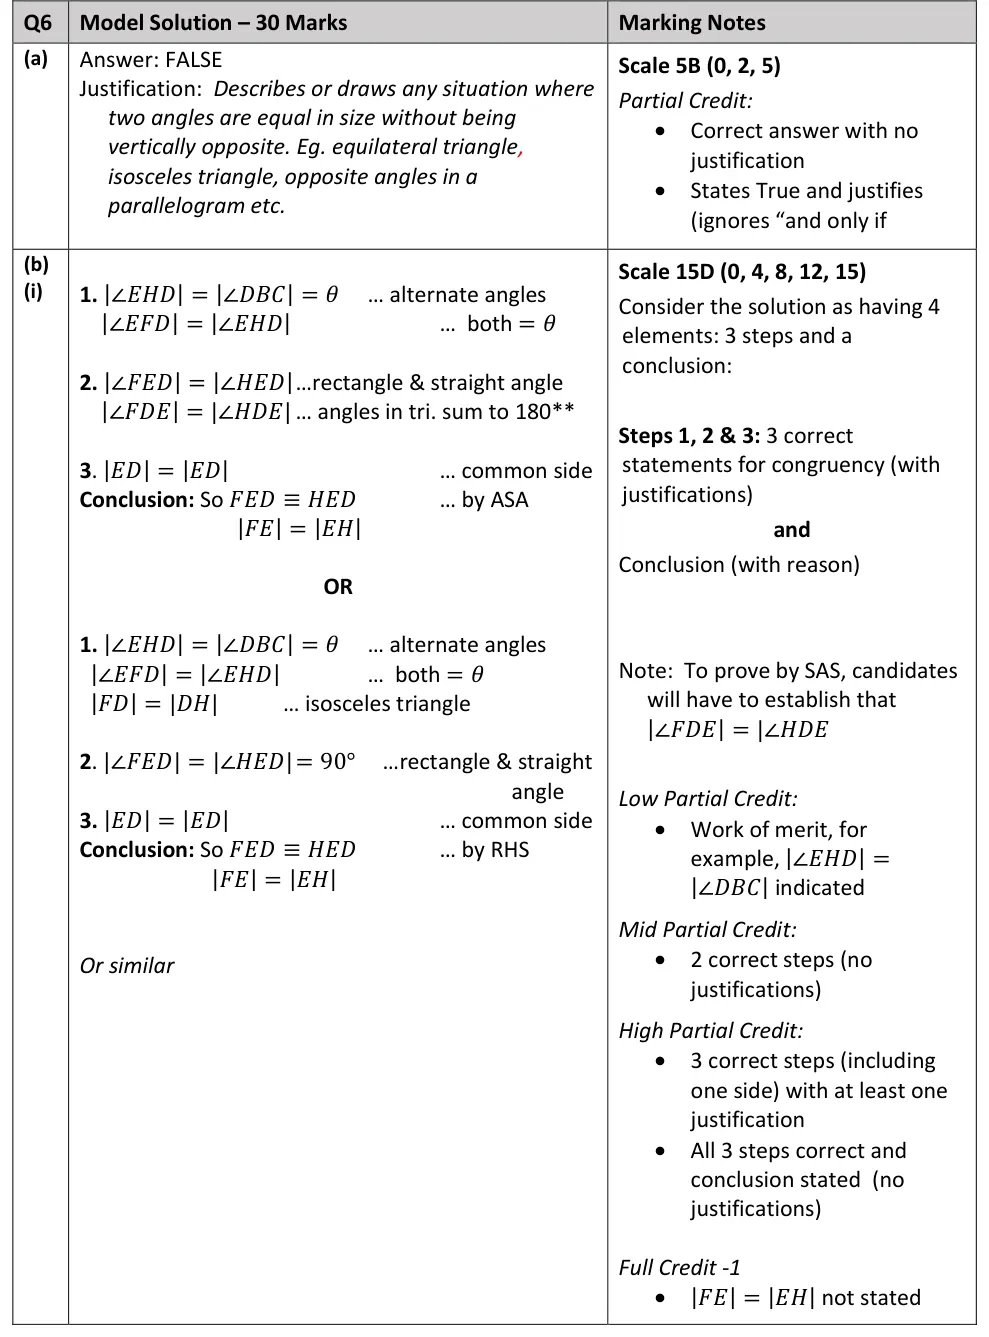 Q6 Model Solution – 30 Marks Marking Notes
(a) Answer: FALSE
Justification: Describes or draws any situation where
two angles are equal in size without being
vertically opposite. Eg. equilateral triangle,
isosceles triangle, opposite angles in a
parallelogram etc.
Scale 5B (0, 2, 5)
Partial Credit:
• Correct answer with no
justification
• States True and justifies
(ignores “and only if
(b)
(i)
1. |∠EHD| = |∠DBC| = θ … alternate angles
|∠EFD| = |∠EHD| … both = θ
2. |∠FED| = |∠HED| …rectangle & straight angle
|∠FDE| = |∠HDE| … angles in tri. sum to 180**
3. |ED| = |ED| … common side
Conclusion: So FED ≡ HED … by ASA
|FE| = |EH|
OR
1. |∠EHD| = |∠DBC| = θ … alternate angles
|∠EFD| = |∠EHD| … both = θ
|FD| = |DH| … isosceles triangle
2. |∠FED| = |∠HED| = 90° …rectangle & straight
angle
3. |ED| = |ED| … common side
Conclusion: So FED ≡ HED … by RHS
|FE| = |EH|
Or similar
Scale 15D (0, 4, 8, 12, 15)
Consider the solution as having 4
elements: 3 steps and a
conclusion:
Steps 1, 2 & 3: 3 correct
statements for congruency (with
justifications)
and
Conclusion (with reason)
Note: To prove by SAS, candidates
will have to establish that
|∠FDE| = |∠HDE
Low Partial Credit:
• Work of merit, for
example, |∠EHD| =
|∠DBC| indicated
Mid Partial Credit:
• 2 correct steps (no
justifications)
High Partial Credit:
• 3 correct steps (including
one side) with at least one
justification
• All 3 steps correct and
conclusion stated (no
justifications)
Full Credit -1
• |FE| = |EH| not stated